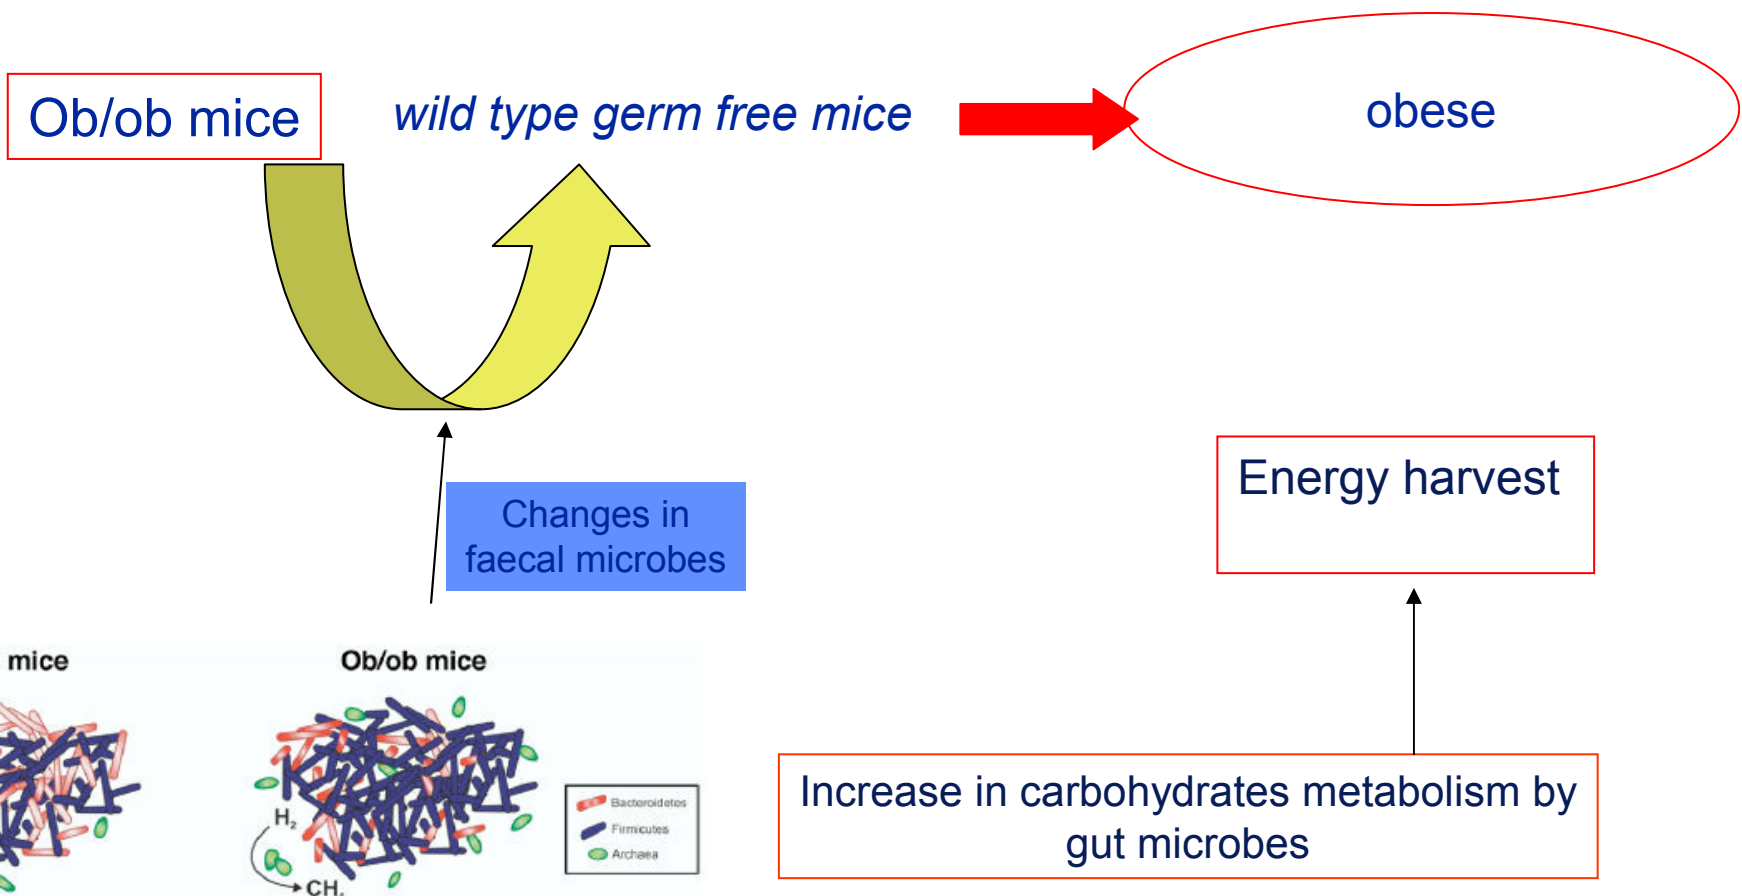 Ob/ob mice
wild type germ free mice
obese
Changes in
faecal microbes
Energy harvest
mice
Ob/ob mice
H₂
CH
Bacteroidetes
Firmicutes
Archaea
Increase in carbohydrates metabolism by
gut microbes